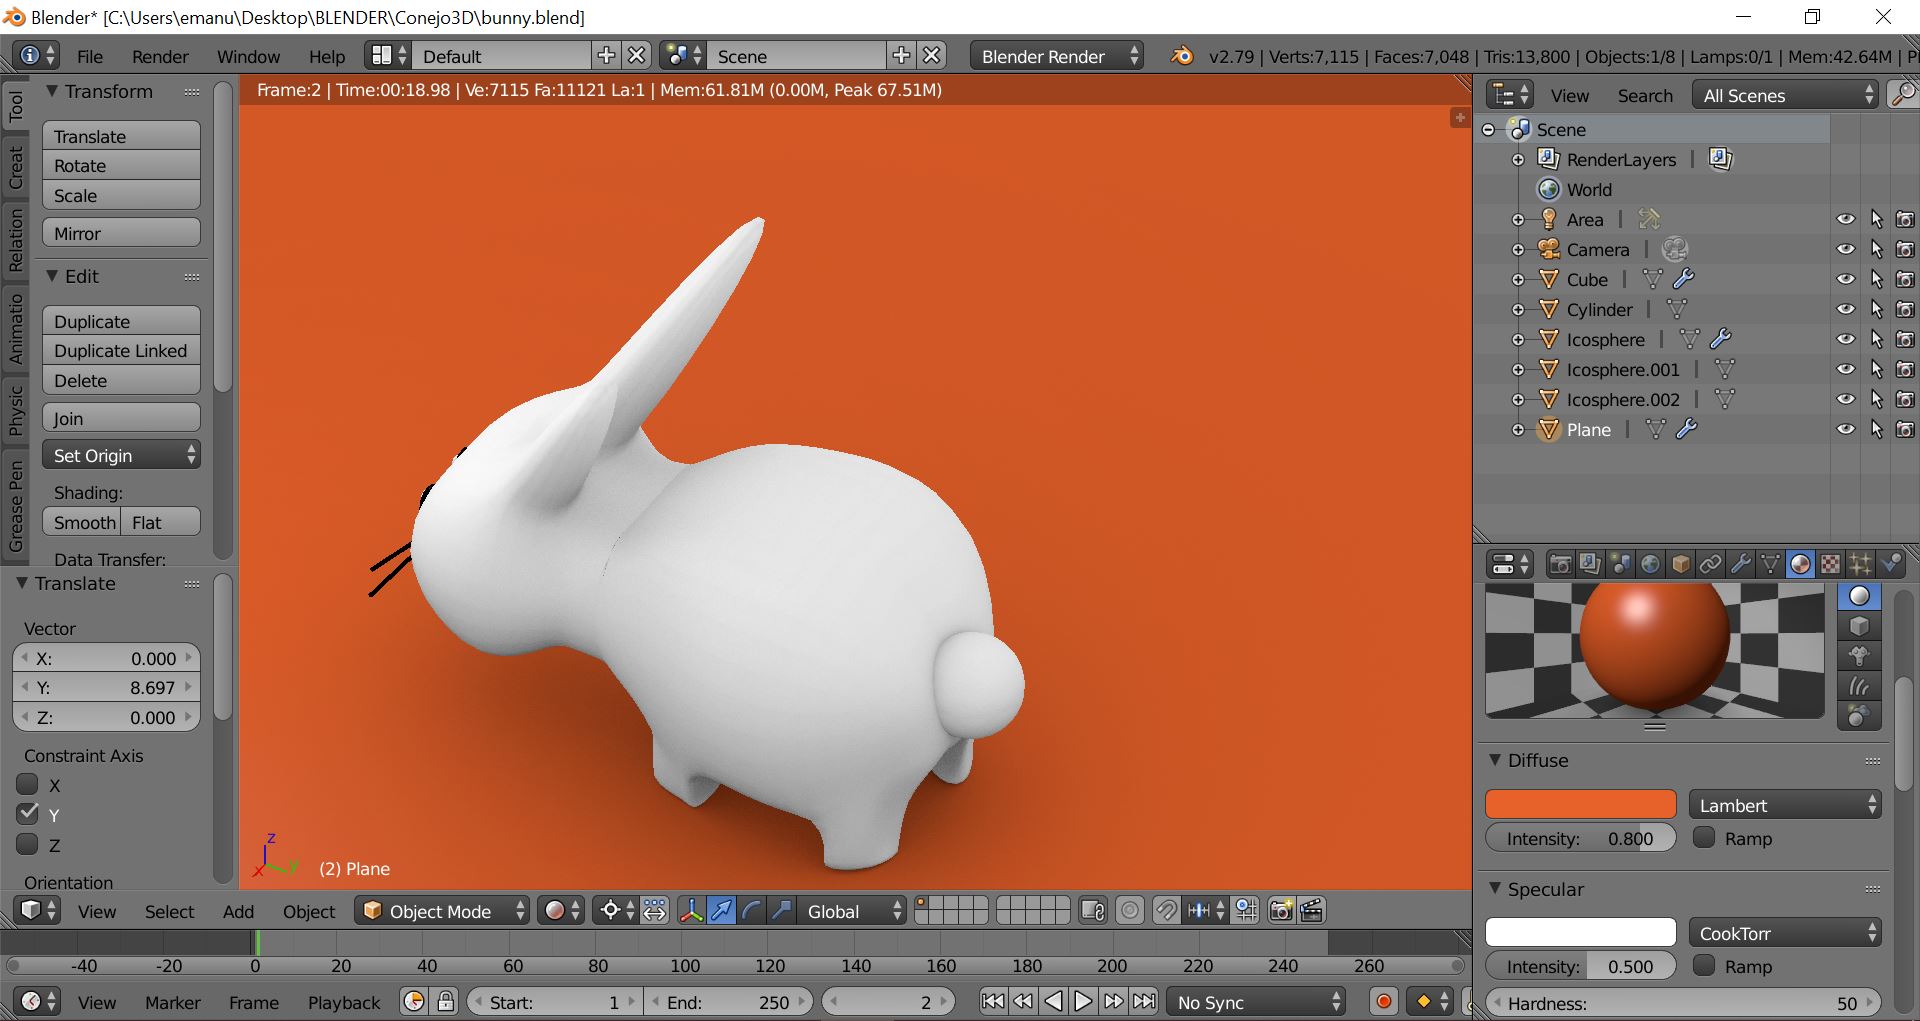 Blender* [C:\Users\emanu\Desktop\BLENDER\Conejo3D\bunny.blend]
File Render Window Help Default Scene Blender Render v2.79 | Verts:7,115 | Faces:7,048 | Tris:13,800 | Objects:1/8 | Lamps:0/1 | Mem:42.64M |
Frame:2 | Time:00:18.98 | Ve:7115 Fa:11121 La:1 | Mem:61.81M (0.00M, Peak 67.51M)
Tool
Creat
Relation
Animatio
Physic
Grease Pen
Transform
Translate
Rotate
Scale
Mirror
Edit
Duplicate
Duplicate Linked
Delete
Join
Set Origin
Shading:
Smooth Flat
Data Transfer:
Translate
Vector
X: 0.000
Y: 8.697
Z: 0.000
Constraint Axis
X
Y
Z
Orientation
Z
X Y
(2) Plane
View Select Add Object Object Mode Global
-40 -20 0 20 40 60 80 100 120 140 160 180 200 220 240 260
View Marker Frame Playback Start: 1 End: 250 2 No Sync
View Search All Scenes
Scene
RenderLayers |
World
Area |
Camera |
Cube |
Cylinder |
Icosphere |
Icosphere.001 |
Icosphere.002 |
Plane |
Diffuse
Lambert
Intensity: 0.800 Ramp
Specular
CookTorr
Intensity: 0.500 Ramp
Hardness: 50